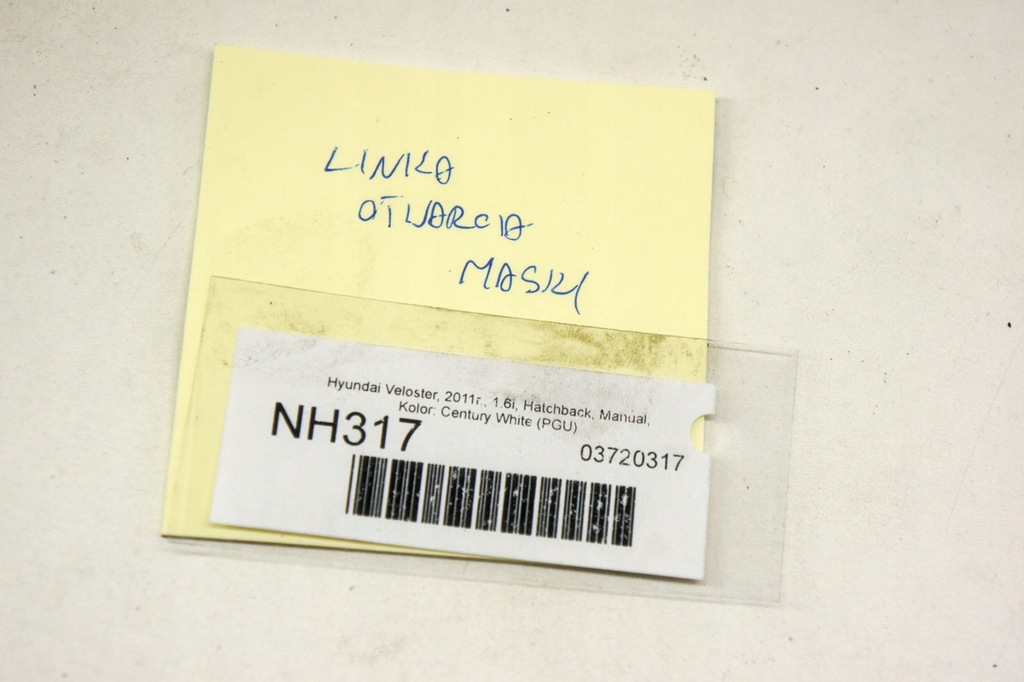 LINKA
OTWARCIA
MASKI
Hyundai Veloster, 2011r., 1.6i, Hatchback, Manual,
Kolor: Century White (PGU)
NH317
03720317